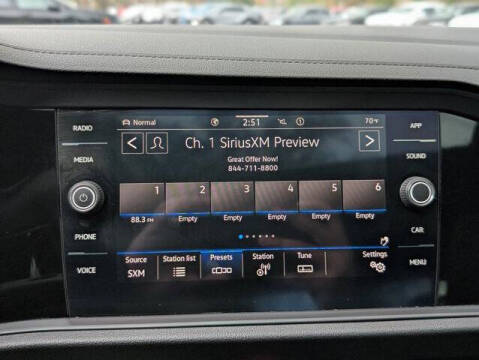 RADIO
MEDIA
PHONE
VOICE
Normal
2:51
70°F
Ch. 1 SiriusXM Preview
Great Offer Now!
844-711-8800
1 2 3 4 5 6
88.3 FM Empty Empty Empty Empty Empty
Source Station list Presets Station Tune Settings
SXM
APP
SOUND
CAR
MENU